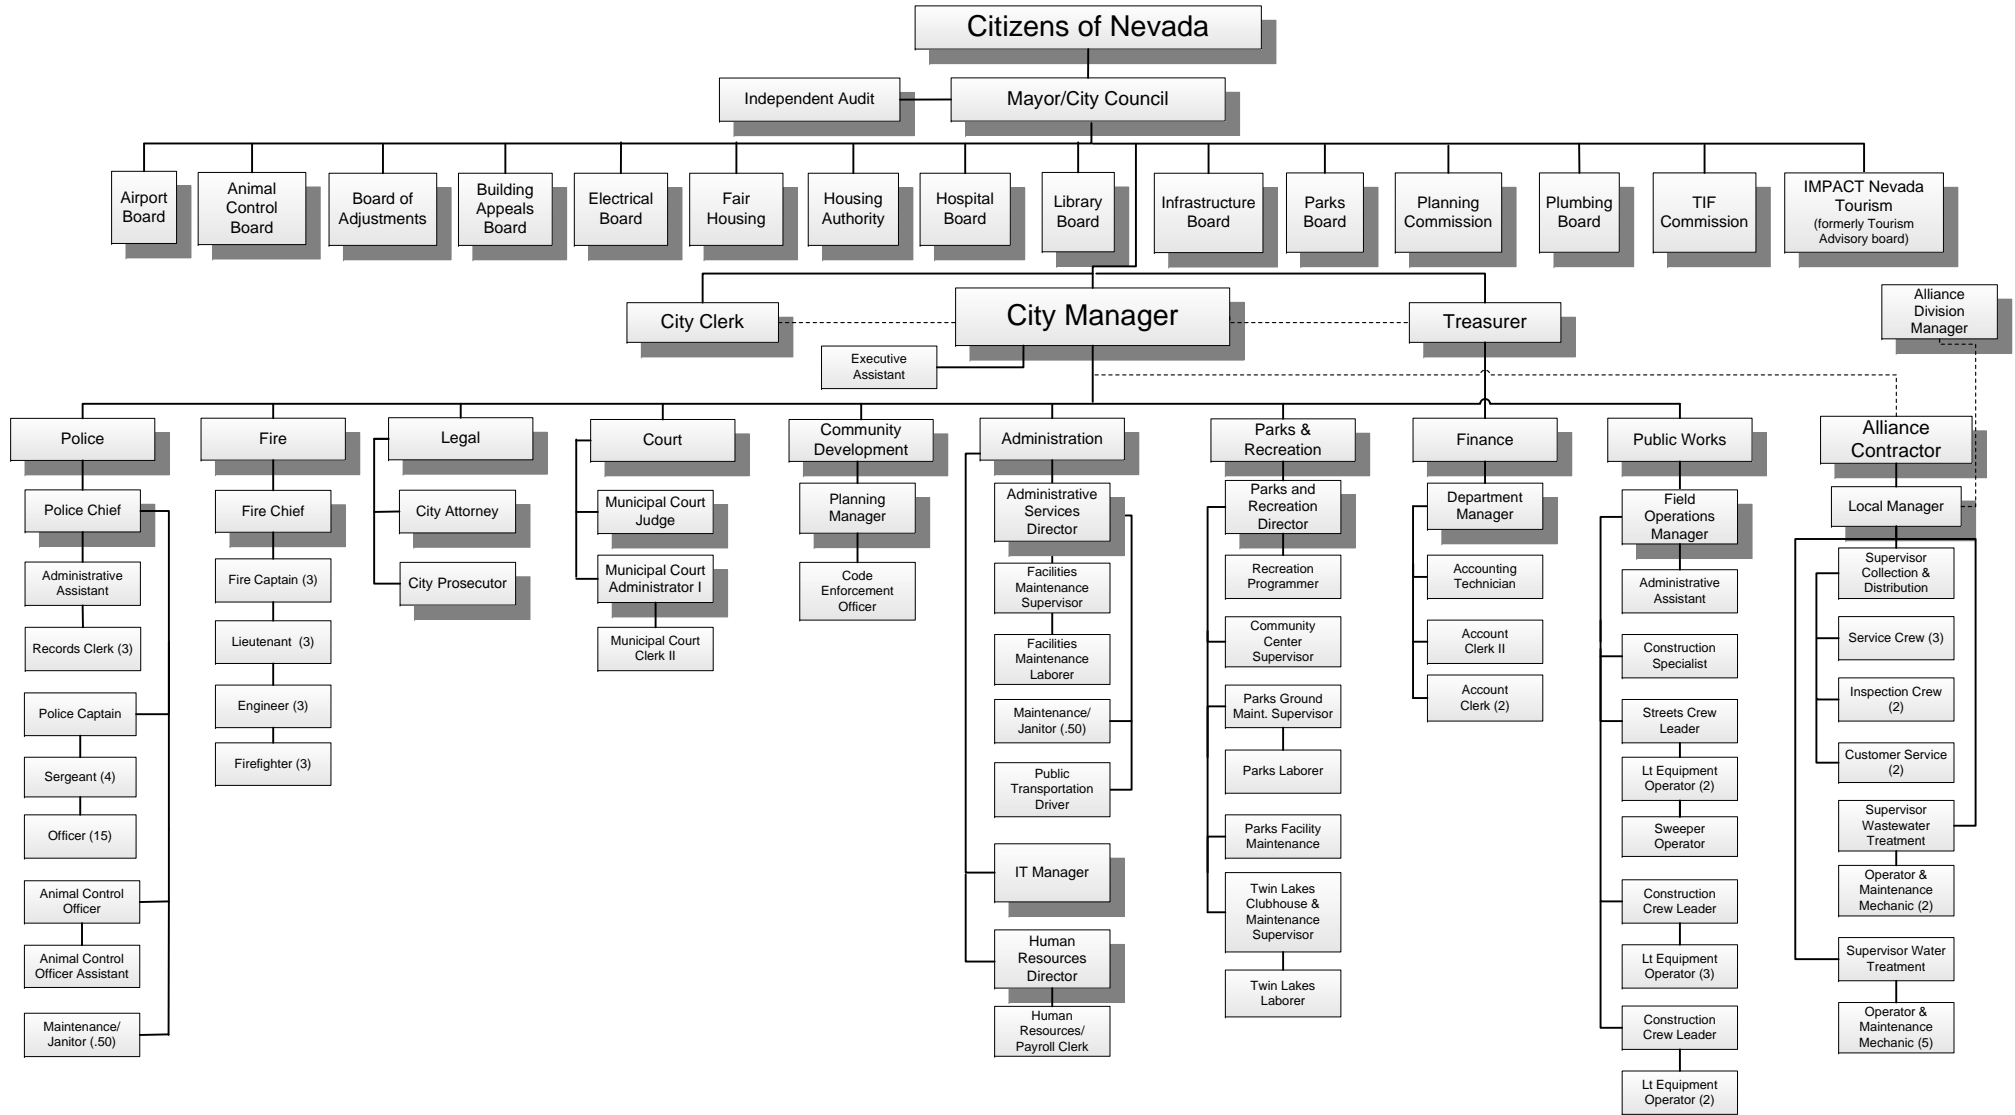 Citizens of Nevada
Independent Audit
Mayor/City Council
Airport
Board
Animal
Control
Board
Board of
Adjustments
Building
Appeals
Board
Electrical
Board
Fair
Housing
Housing
Authority
Hospital
Board
Library
Board
Infrastructure
Board
Parks
Board
Planning
Commission
Plumbing
Board
TIF
Commission
IMPACT Nevada
Tourism
(formerly Tourism
Advisory board)
City Clerk
City Manager
Treasurer
Alliance
Division
Manager
Executive
Assistant
Police
Police Chief
Administrative
Assistant
Records Clerk (3)
Police Captain
Sergeant (4)
Officer (15)
Animal Control
Officer
Animal Control
Officer Assistant
Maintenance/
Janitor (.50)
Fire
Fire Chief
Fire Captain (3)
Lieutenant (3)
Engineer (3)
Firefighter (3)
Legal
City Attorney
City Prosecutor
Court
Municipal Court
Judge
Municipal Court
Administrator I
Municipal Court
Clerk II
Community
Development
Planning
Manager
Code
Enforcement
Officer
Administration
Administrative
Services
Director
Facilities
Maintenance
Supervisor
Facilities
Maintenance
Laborer
Maintenance/
Janitor (.50)
Public
Transportation
Driver
IT Manager
Human
Resources
Director
Human
Resources/
Payroll Clerk
Parks &
Recreation
Parks and
Recreation
Director
Recreation
Programmer
Community
Center
Supervisor
Parks Ground
Maint. Supervisor
Parks Laborer
Parks Facility
Maintenance
Twin Lakes
Clubhouse &
Maintenance
Supervisor
Twin Lakes
Laborer
Finance
Department
Manager
Accounting
Technician
Account
Clerk II
Account
Clerk (2)
Public Works
Field
Operations
Manager
Administrative
Assistant
Construction
Specialist
Streets Crew
Leader
Lt Equipment
Operator (2)
Sweeper
Operator
Construction
Crew Leader
Lt Equipment
Operator (3)
Construction
Crew Leader
Lt Equipment
Operator (2)
Alliance
Contractor
Local Manager
Supervisor
Collection &
Distribution
Service Crew (3)
Inspection Crew
(2)
Customer Service
(2)
Supervisor
Wastewater
Treatment
Operator &
Maintenance
Mechanic (2)
Supervisor Water
Treatment
Operator &
Maintenance
Mechanic (5)